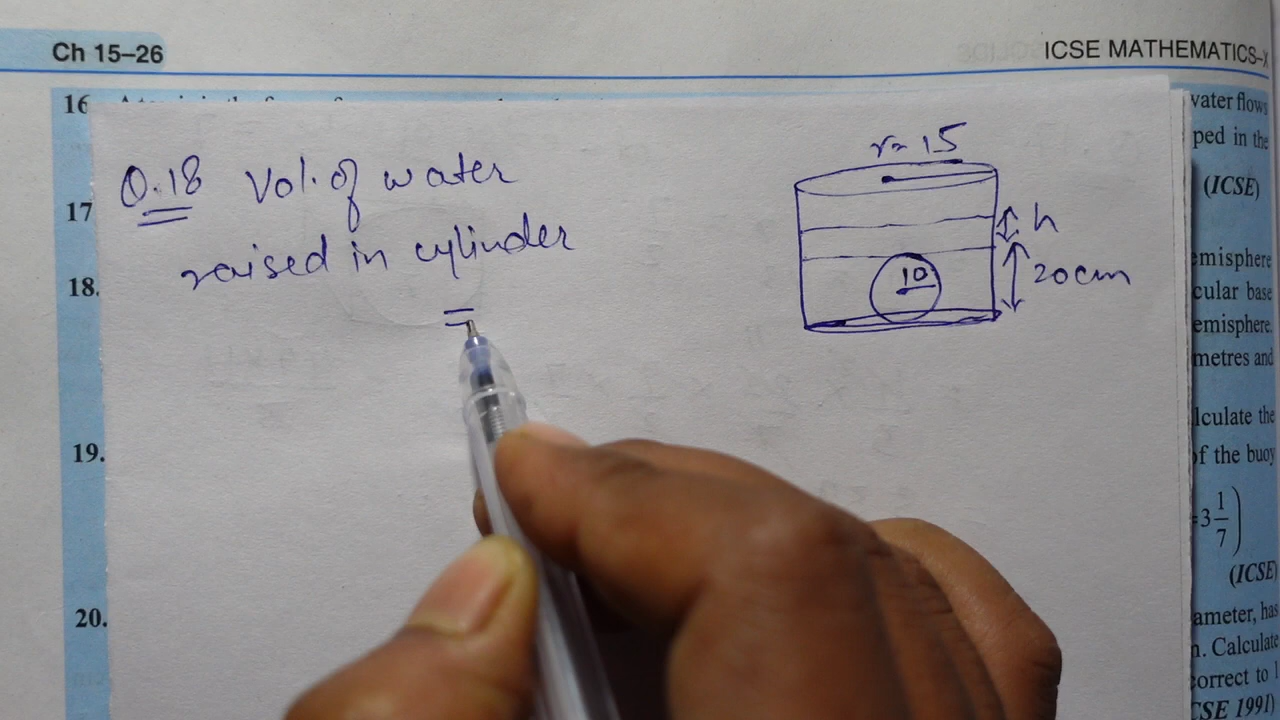 Ch 15–26
ICSE MATHEMATICS–X
16
17
18.
19.
20.
Q.18 Vol. of water
raised in cylinder
=
r= 15
h
10
20cm
water flows
ped in the
(ICSE)
emisphere
cular base
emisphere.
metres and
lculate the
of the buoy
=3 1/7)
(ICSE)
ameter, has
n. Calculate
correct to 1
CSE 1991)